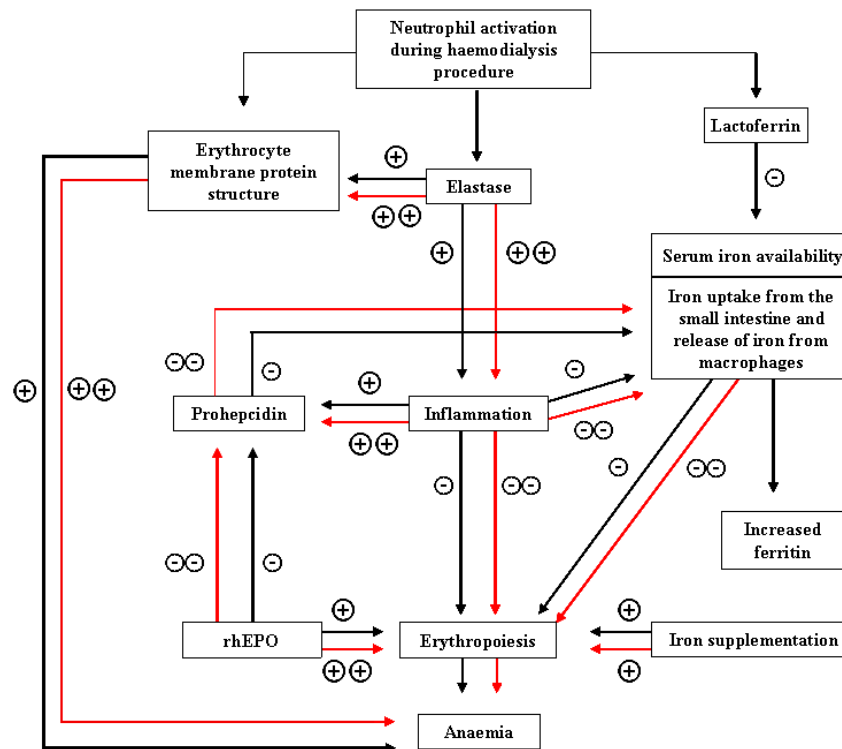 Neutrophil activation
during haemodialysis
procedure
Lactoferrin
Erythrocyte
membrane protein
structure
+
Elastase
-
+ +
+
+ +
Serum iron availability
Iron uptake from the
small intestine and
release of iron from
macrophages
+
+ +
- -
-
+
-
Prohepcidin
Inflammation
+ +
- -
-
- -
-
- -
Increased
ferritin
- -
-
+
+
rhEPO
Erythropoiesis
Iron supplementation
+ +
+
Anaemia